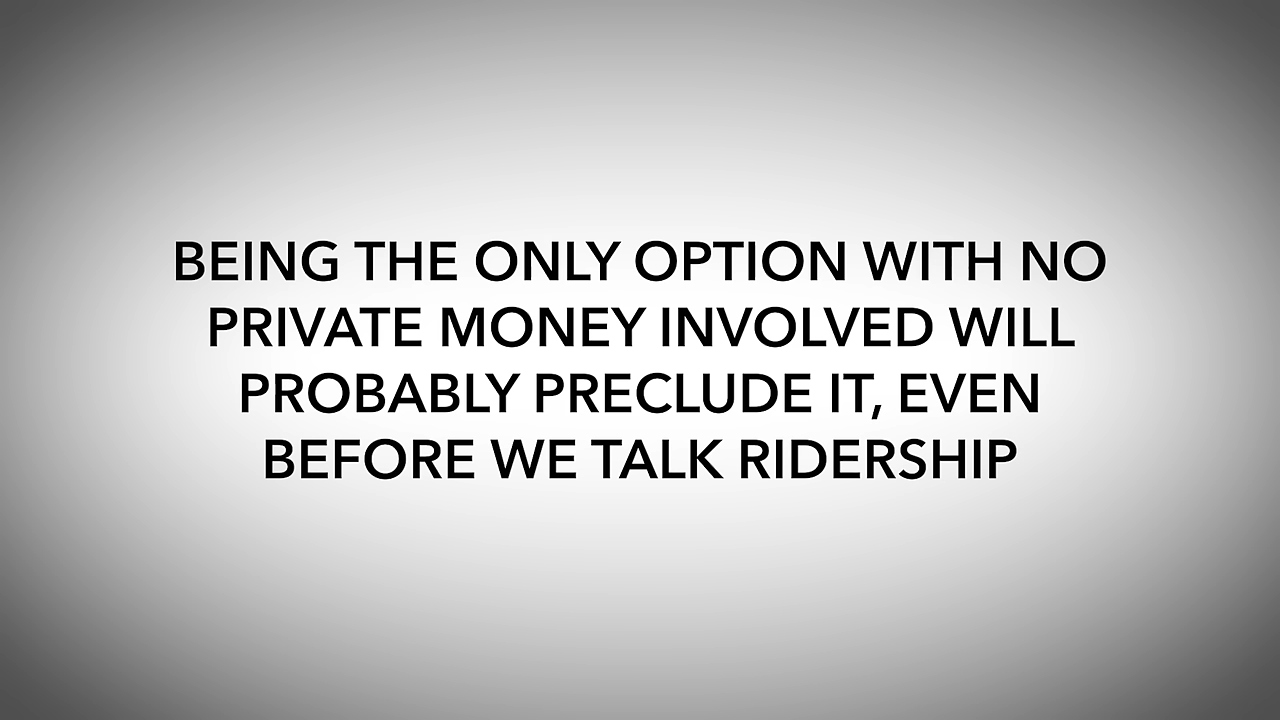 BEING THE ONLY OPTION WITH NO
PRIVATE MONEY INVOLVED WILL
PROBABLY PRECLUDE IT, EVEN
BEFORE WE TALK RIDERSHIP